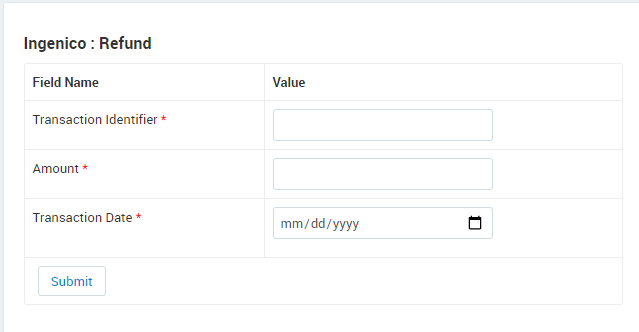 Ingenico : Refund
Field Name Value
Transaction Identifier *
Amount *
Transaction Date * mm/dd/yyyy
Submit